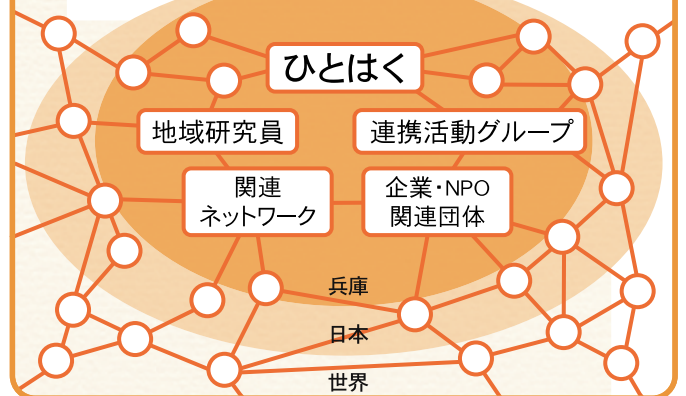 ひとはく
地域研究員
連携活動グループ
関連
ネットワーク
企業・NPO
関連団体
兵庫
日本
世界